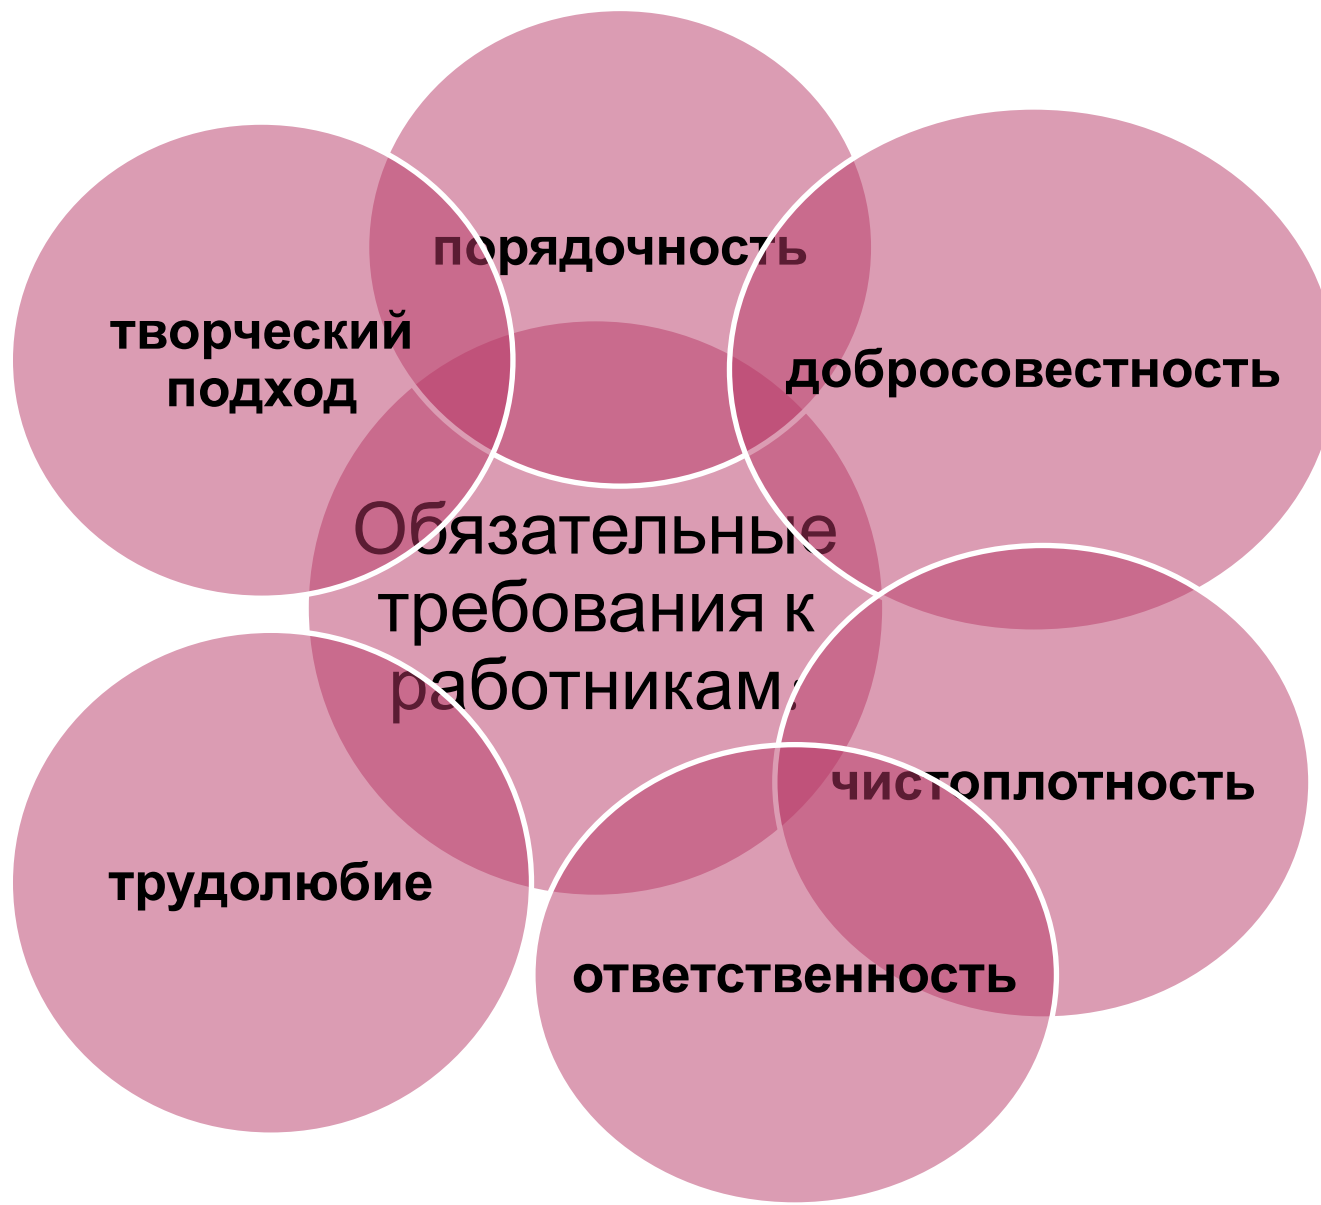 порядочность
творческий
подход
добросовестность
Обязательные
требования к
работникам:
чистоплотность
трудолюбие
ответственность